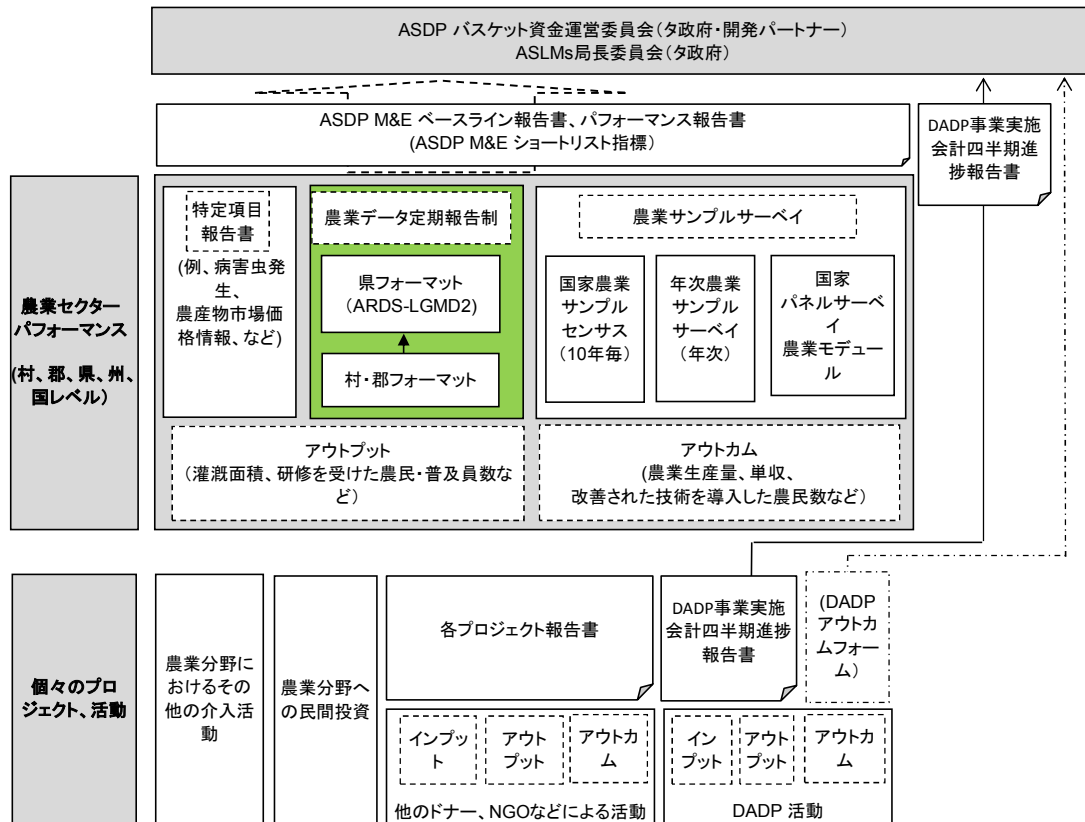 ASDP バスケット資金運営委員会（タ政府・開発パートナー）
ASLMs局長委員会（タ政府）
ASDP M&E ベースライン報告書、パフォーマンス報告書
(ASDP M&E ショートリスト指標）
DADP事業実施
会計四半期進
捗報告書
農業セクター
パフォーマンス
(村、郡、県、州、
国レベル）
特定項目
報告書
(例、病害虫発
生、
農産物市場価
格情報、など)
農業データ定期報告制
県フォーマット
(ARDS-LGMD2)
村・郡フォーマット
農業サンプルサーベイ
国家農業
サンプル
センサス
（10年毎）
年次農業
サンプル
サーベイ
（年次）
国家
パネルサーベ
イ
農業モデュー
ル
アウトプット
（灌漑面積、研修を受けた農民・普及員数な
ど）
アウトカム
(農業生産量、単収、
改善された技術を導入した農民数など）
個々のプロ
ジェクト、活動
農業分野に
おけるその
他の介入活
動
農業分野へ
の民間投資
各プロジェクト報告書
DADP事業実施
会計四半期進捗
報告書
(DADP
アウトカ
ムフォー
ム）
インプッ
ト
アウト
プット
アウトカ
ム
他のドナー、NGOなどによる活動
イン
プット
アウト
プット
アウトカ
ム
DADP 活動